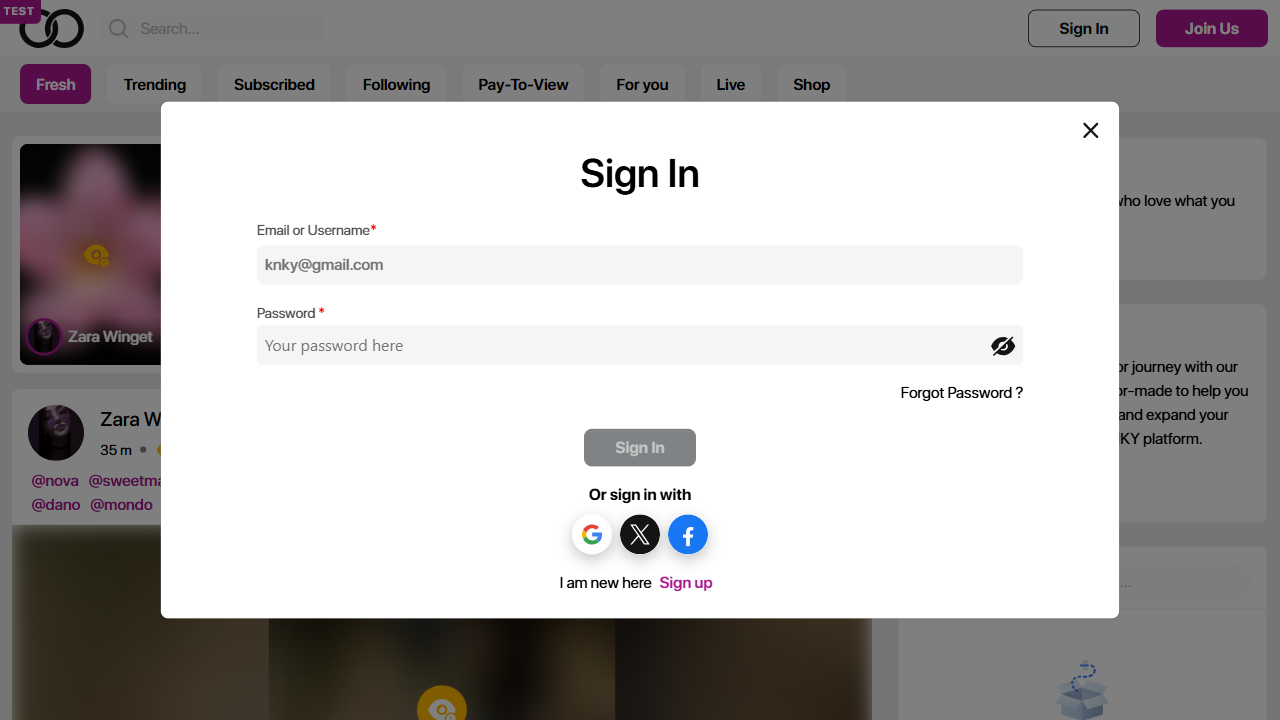 TEST
Search...
Sign In
Join Us
Fresh
Trending
Subscribed
Following
Pay-To-View
For you
Live
Shop
Sign In
Email or Username*
knky@gmail.com
Password *
Your password here
Forgot Password ?
Sign In
Or sign in with
I am new here Sign up
Zara Winget
Zara W
35 m
@nova @sweetma
@dano @mondo
who love what you
or journey with our
or-made to help you
and expand your
KY platform.
...